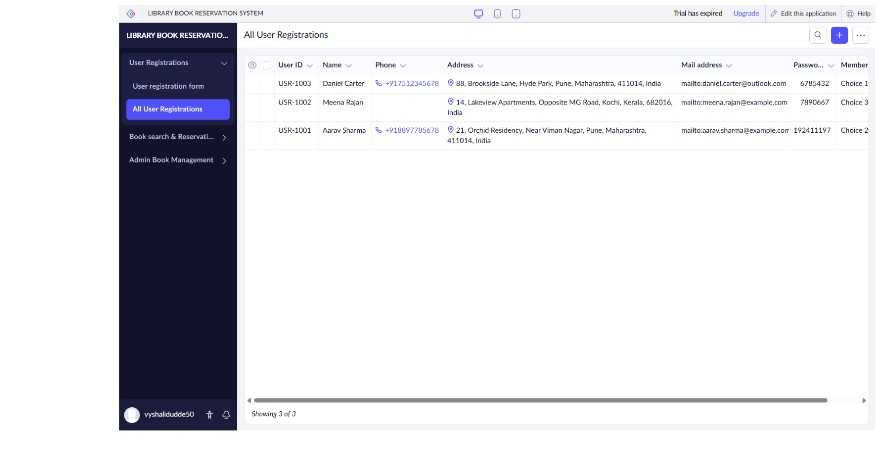 LIBRARY BOOK RESERVATION SYSTEM
Trial has expired Upgrade Edit this application Help
LIBRARY BOOK RESERVATIO...
All User Registrations
User Registrations
User registration form
All User Registrations
Book search & Reservati...
Admin Book Management
User ID Name Phone Address Mail address Passwo... Member
USR-1003 Daniel Carter +917512345678 88, Brookside Lane, Hyde Park, Pune, Maharashtra, 411014, India mailto:daniel.carter@outlook.com 6785432 Choice 1
USR-1002 Meena Rajan 14, Lakeview Apartments, Opposite MG Road, Kochi, Kerala, 682016, mailto:meena.rajan@example.com 7890667 Choice 3
India
USR-1001 Aarav Sharma +918897785678 21, Orchid Residency, Near Viman Nagar, Pune, Maharashtra, mailto:aarav.sharma@example.com 192411197 Choice 2
411014, India
Showing 3 of 3
vyshalidudde50